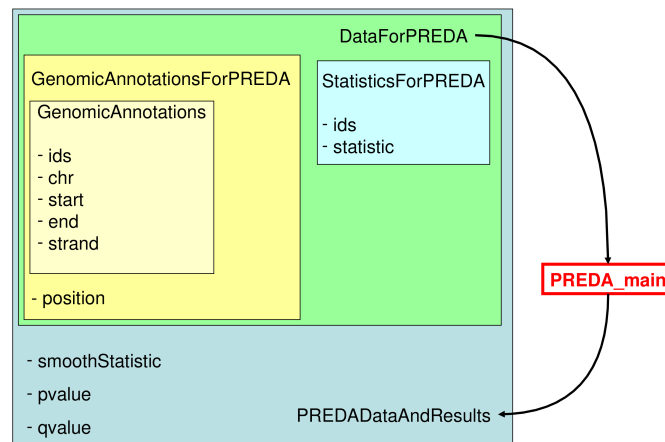 DataForPREDA
GenomicAnnotationsForPREDA
StatisticsForPREDA
GenomicAnnotations
- ids
- statistic
- ids
- chr
- start
- end
- strand
PREDA_main
- position
- smoothStatistic
- pvalue
PREDADataAndResults
- qvalue